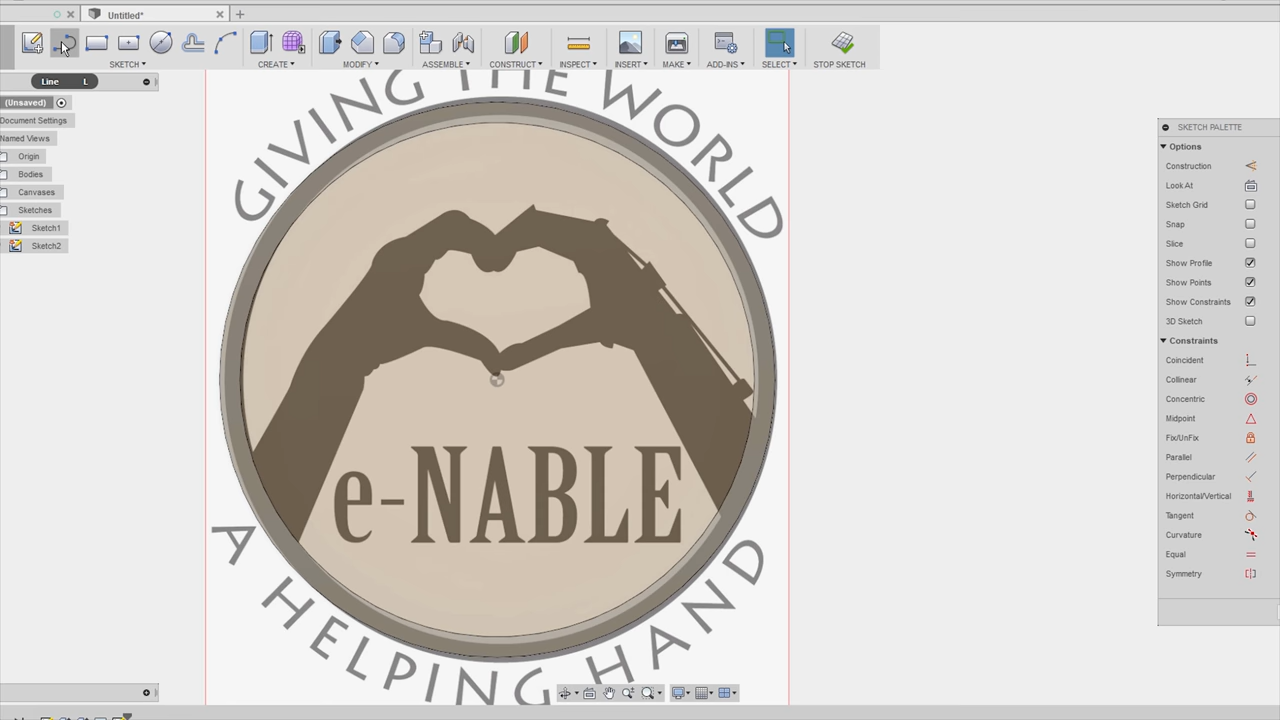 Untitled*
SKETCH
CREATE
MODIFY
ASSEMBLE
CONSTRUCT
INSPECT
INSERT
MAKE
ADD-INS
SELECT
STOP SKETCH
Line L
(Unsaved)
Document Settings
Named Views
Origin
Bodies
Canvases
Sketches
Sketch1
Sketch2
GIVING THE WORLD
e-NABLE
A HELPING HAND
SKETCH PALETTE
Options
Construction
Look At
Sketch Grid
Snap
Slice
Show Profile
Show Points
Show Constraints
3D Sketch
Constraints
Coincident
Collinear
Concentric
Midpoint
Fix/UnFix
Parallel
Perpendicular
Horizontal/Vertical
Tangent
Curvature
Equal
Symmetry